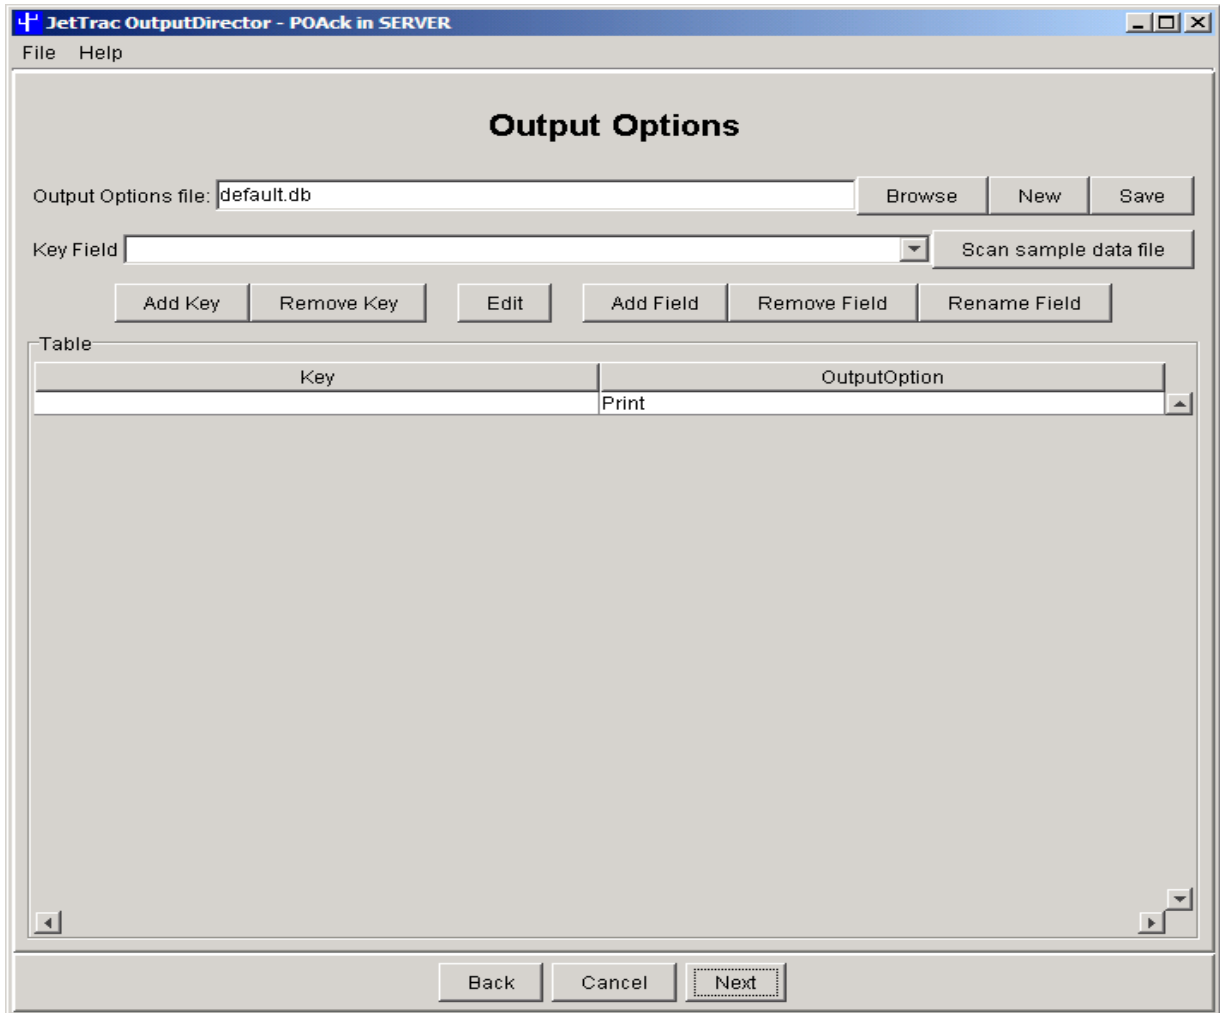 JetTrac OutputDirector - POAck in SERVER
File Help
Output Options
Output Options file: default.db Browse New Save
Key Field Scan sample data file
Add Key Remove Key Edit Add Field Remove Field Rename Field
Table
Key OutputOption
Print
Back Cancel Next